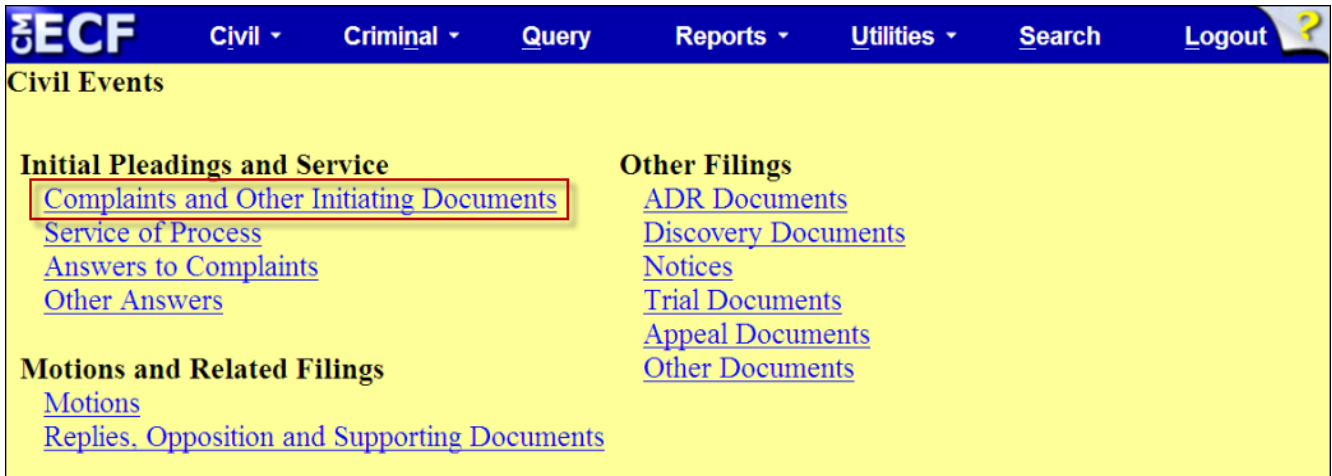 CM ECF Civil Criminal Query Reports Utilities Search Logout ?
Civil Events
Initial Pleadings and Service
Complaints and Other Initiating Documents
Service of Process
Answers to Complaints
Other Answers
Motions and Related Filings
Motions
Replies, Opposition and Supporting Documents
Other Filings
ADR Documents
Discovery Documents
Notices
Trial Documents
Appeal Documents
Other Documents